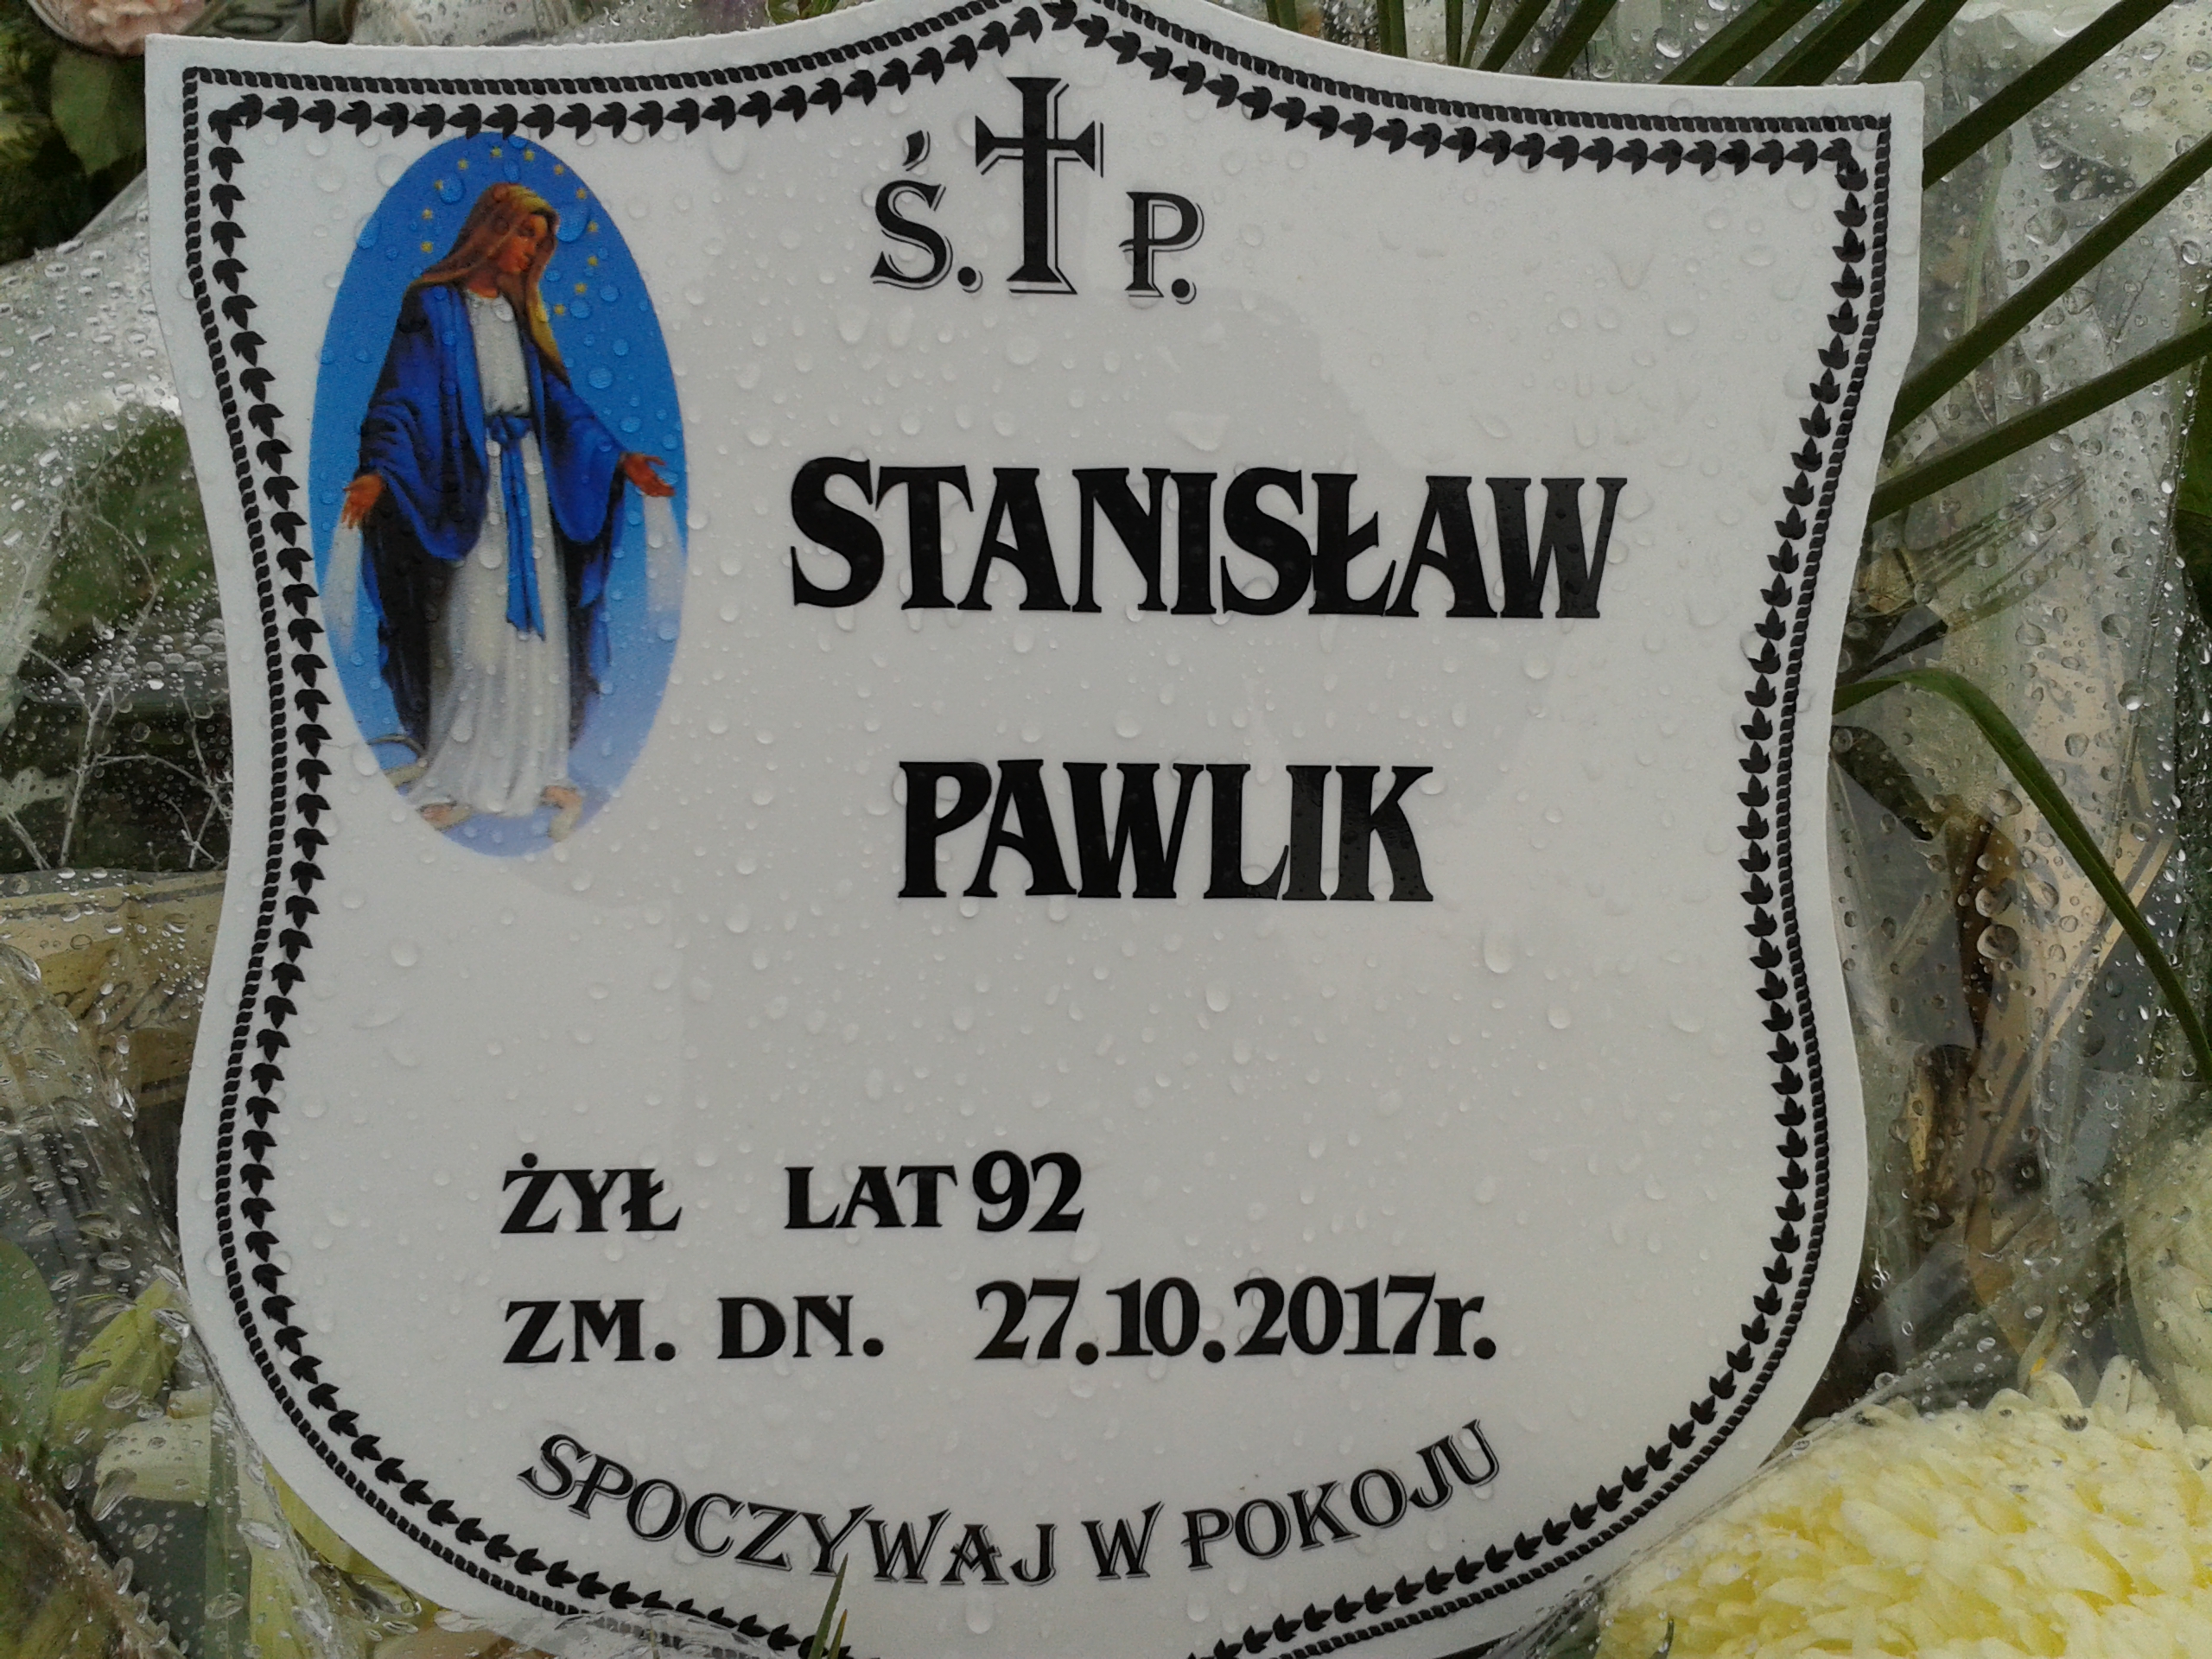 Ś. P.
STANISŁAW
PAWLIK
ŻYŁ LAT 92
ZM. DN. 27.10.2017r.
SPOCZYWAJ W POKOJU